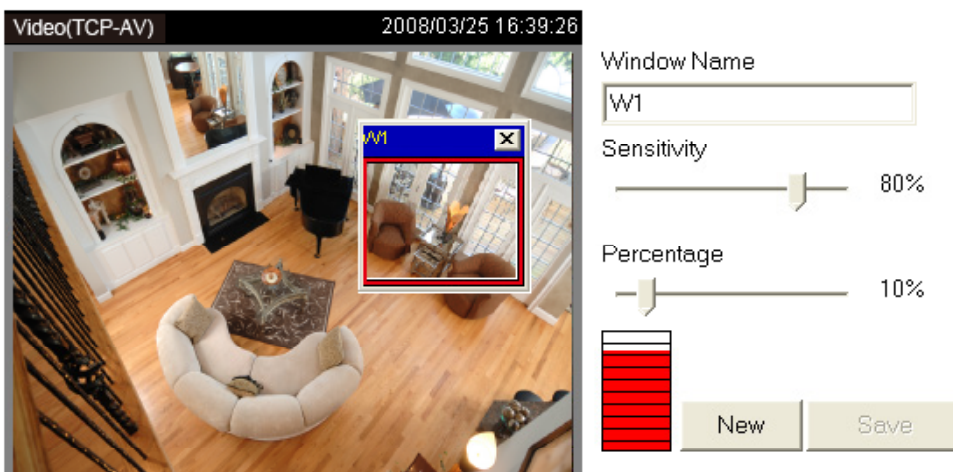 Video(TCP-AV) 2008/03/25 16:39:26
Window Name
W1
W1
Sensitivity
80%
Percentage
10%
New Save